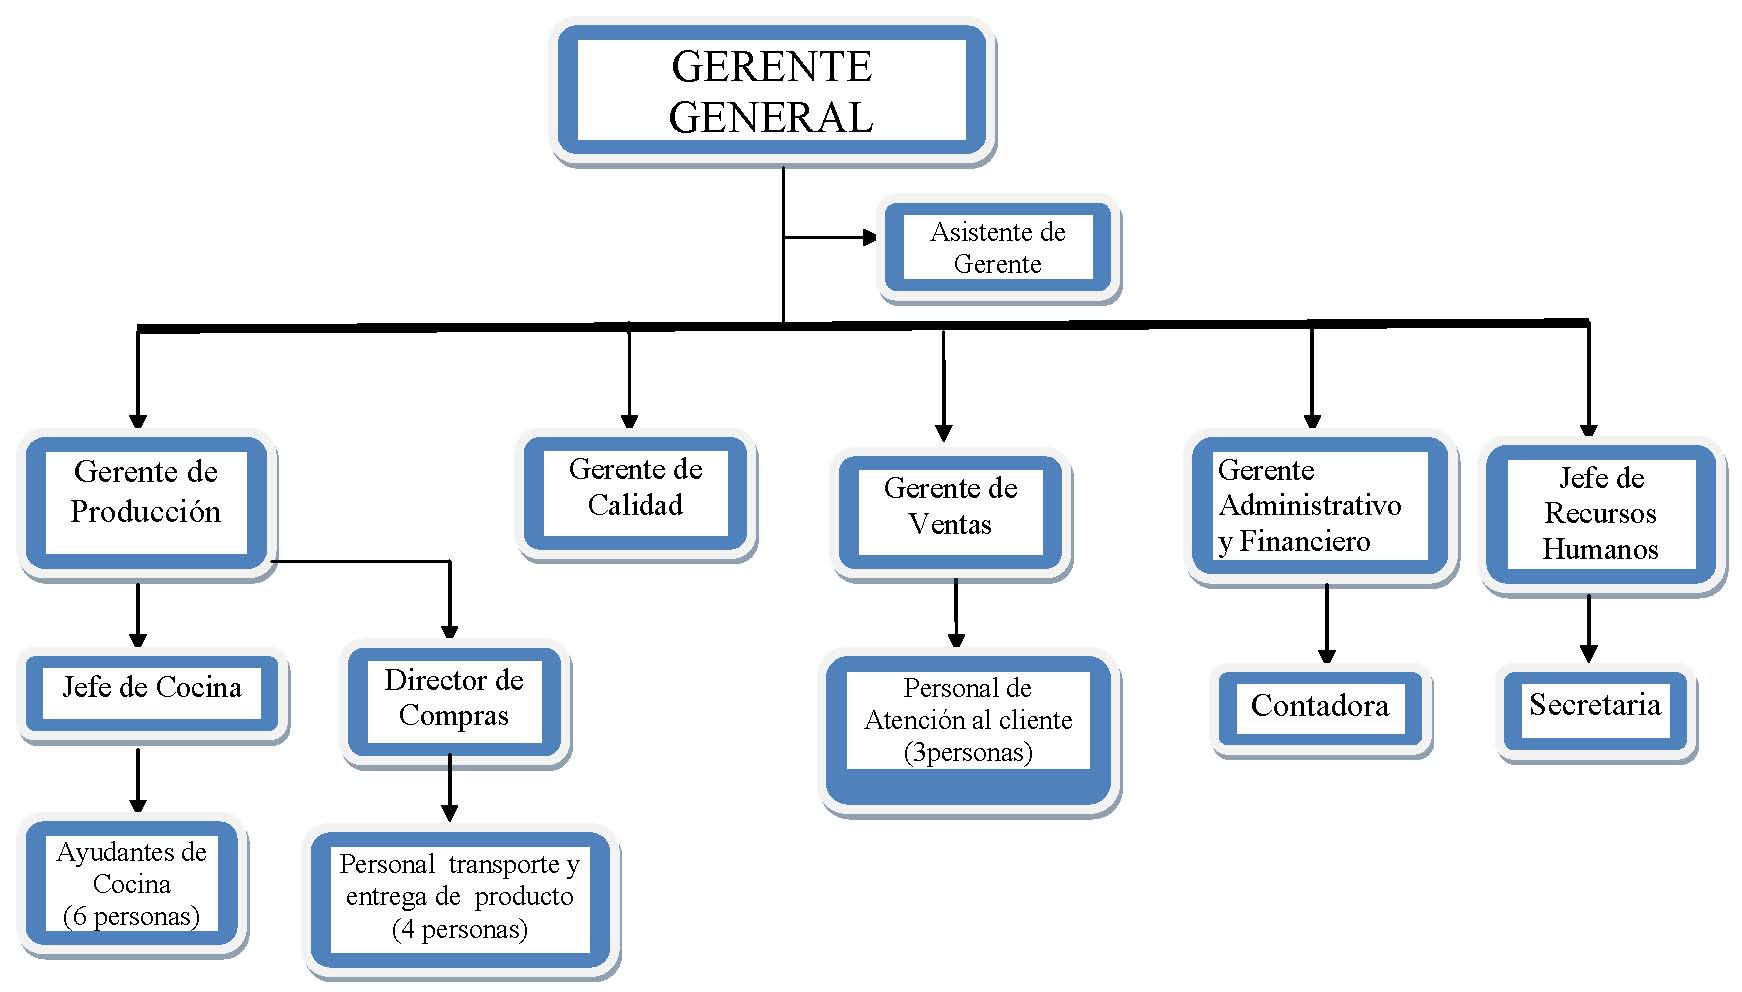 GERENTE
GENERAL
Asistente de
Gerente
Gerente de
Producción
Gerente de
Calidad
Gerente de
Ventas
Gerente
Administrativo
y Financiero
Jefe de
Recursos
Humanos
Jefe de Cocina
Director de
Compras
Personal de
Atención al cliente
(3personas)
Contadora
Secretaria
Ayudantes de
Cocina
(6 personas)
Personal transporte y
entrega de producto
(4 personas)